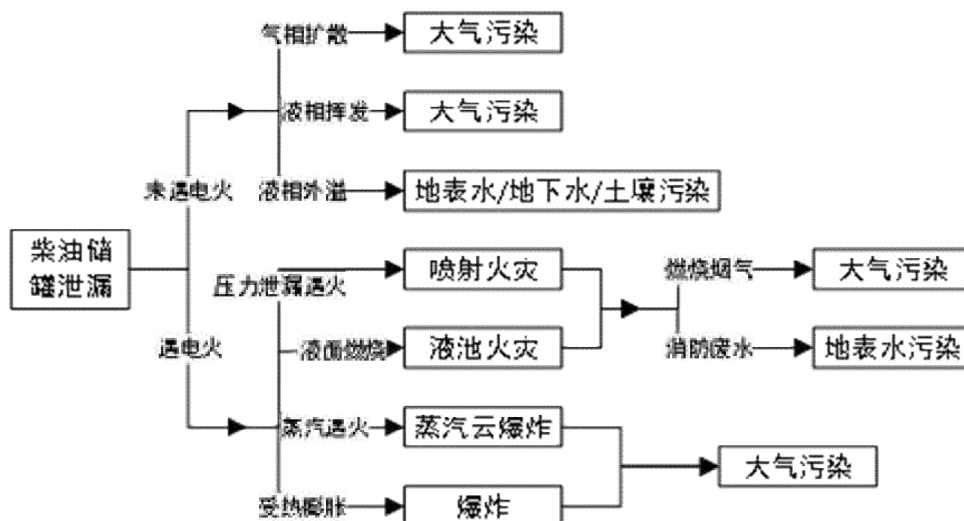 气相扩散
大气污染
液相挥发
大气污染
未遇电火
液相外溢
地表水/地下水/土壤污染
柴油储
罐泄漏
压力泄漏遇火
喷射火灾
燃烧烟气
大气污染
遇电火
液面燃烧
液池火灾
消防废水
地表水污染
蒸汽遇火
蒸汽云爆炸
大气污染
受热膨胀
爆炸